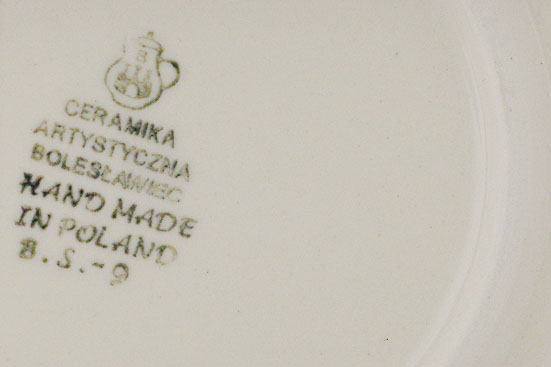 CERAMIKA
ARTYSTYCZNA
BOLESŁAWIEC
HAND MADE
IN POLAND
B.S.-9